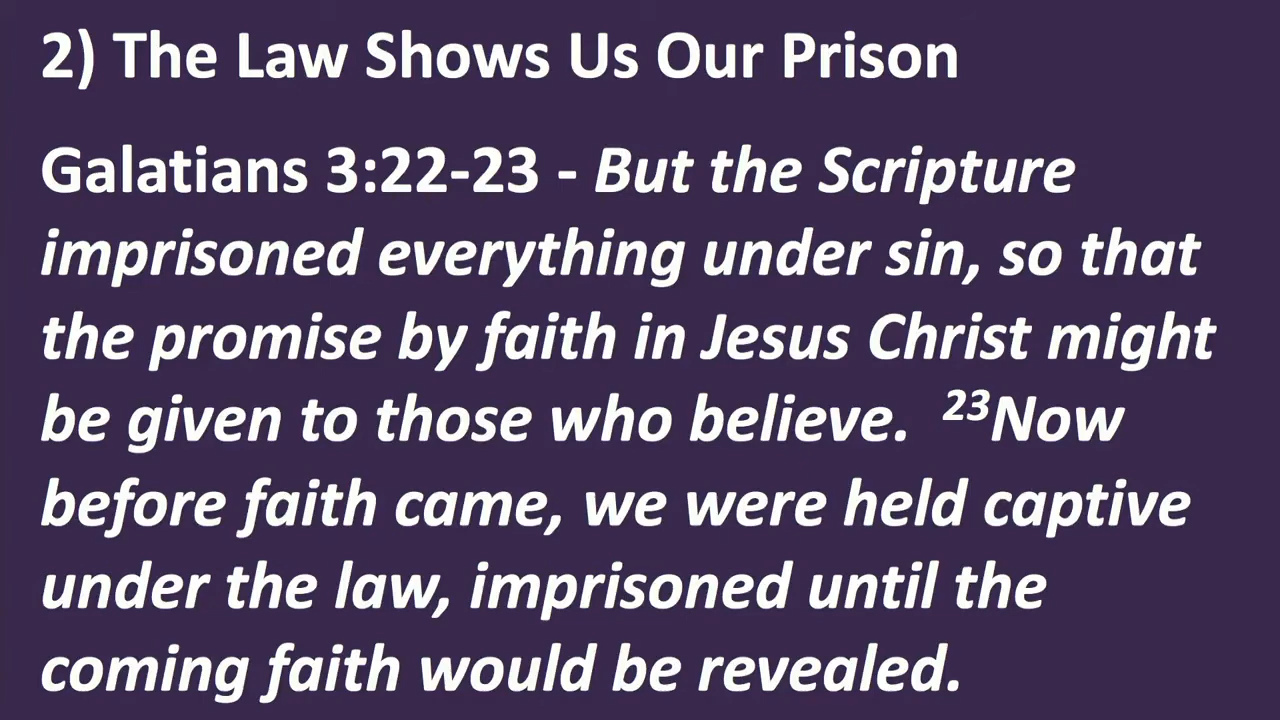 2) The Law Shows Us Our Prison
Galatians 3:22-23 - But the Scripture
imprisoned everything under sin, so that
the promise by faith in Jesus Christ might
be given to those who believe. ²³Now
before faith came, we were held captive
under the law, imprisoned until the
coming faith would be revealed.